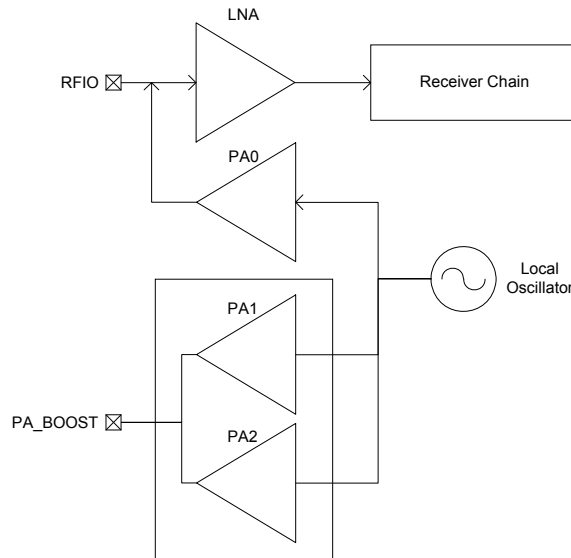 LNA
RFIO
Receiver Chain
PA0
Local
Oscillator
PA1
PA_BOOST
PA2